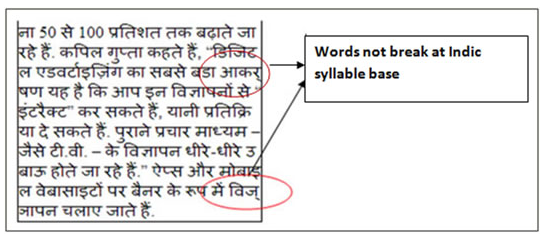 ना 50 से 100 प्रतिशत तक बढ़ाते जा
रहे हैं. कपिल गुप्ता कहते हैं, "डिजिट
ल एडवर्टाइज़िंग का सबसे बडा आकर्
षण यह है कि आप इन विज्ञापनों से "
इंटरैक्ट" कर सकते हैं, यानी प्रतिक्रि
या दे सकते हैं. पुराने प्रचार माध्यम –
जैसे टी.वी. – के विज्ञापन धीरे-धीरे उ
बाऊ होते जा रहे हैं." ऐप्स और मोबाइ
ल वेबासाइटों पर बैनर के रूप में विज्
ञापन चलाए जाते हैं.
Words not break at Indic
syllable base